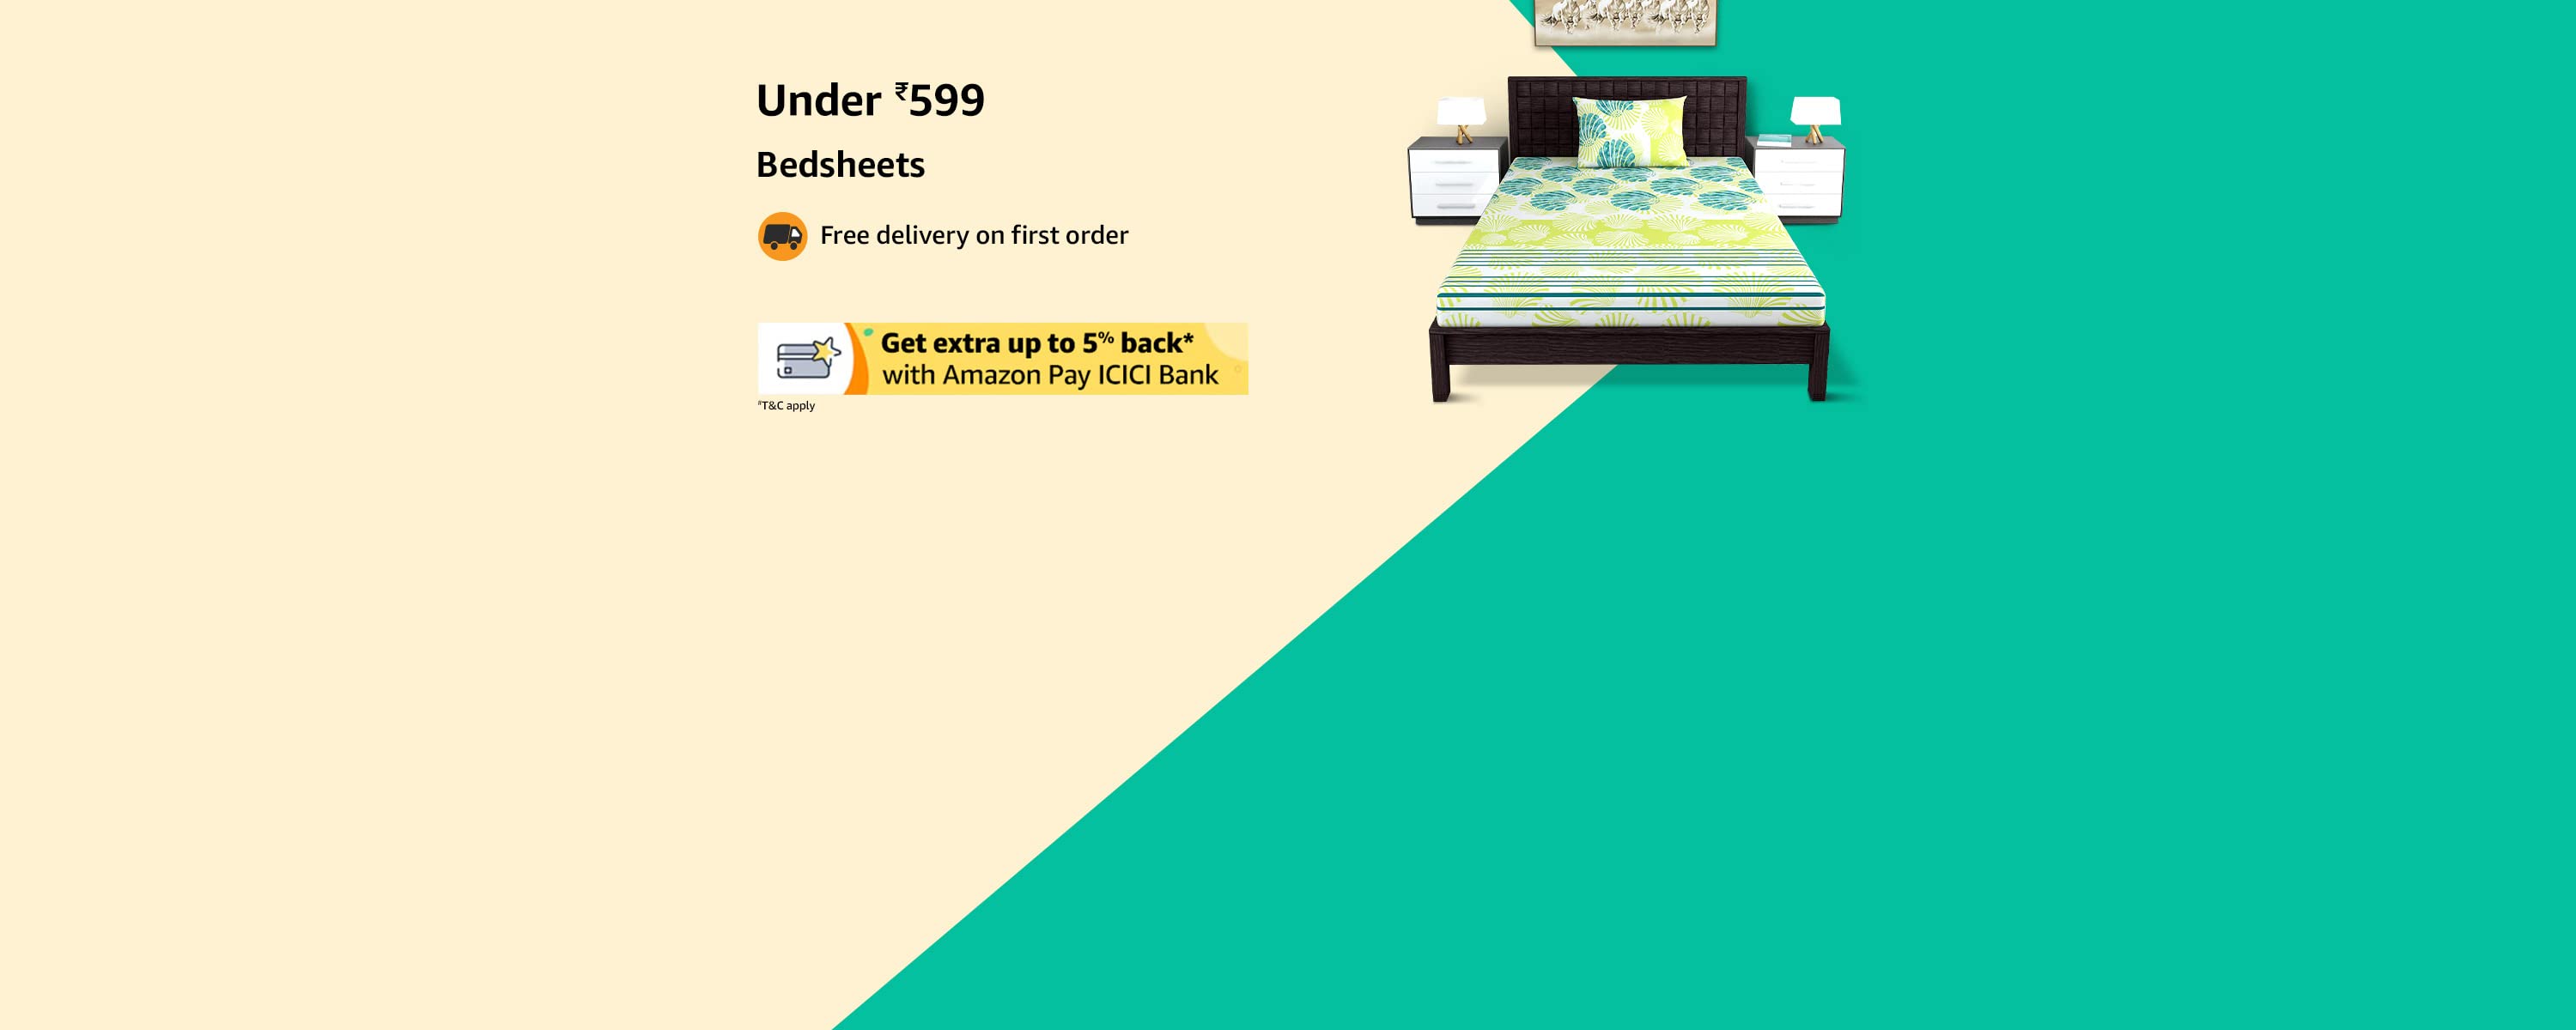 Under ₹599
Bedsheets
Free delivery on first order
Get extra up to 5% back*
with Amazon Pay ICICI Bank
#T&C apply